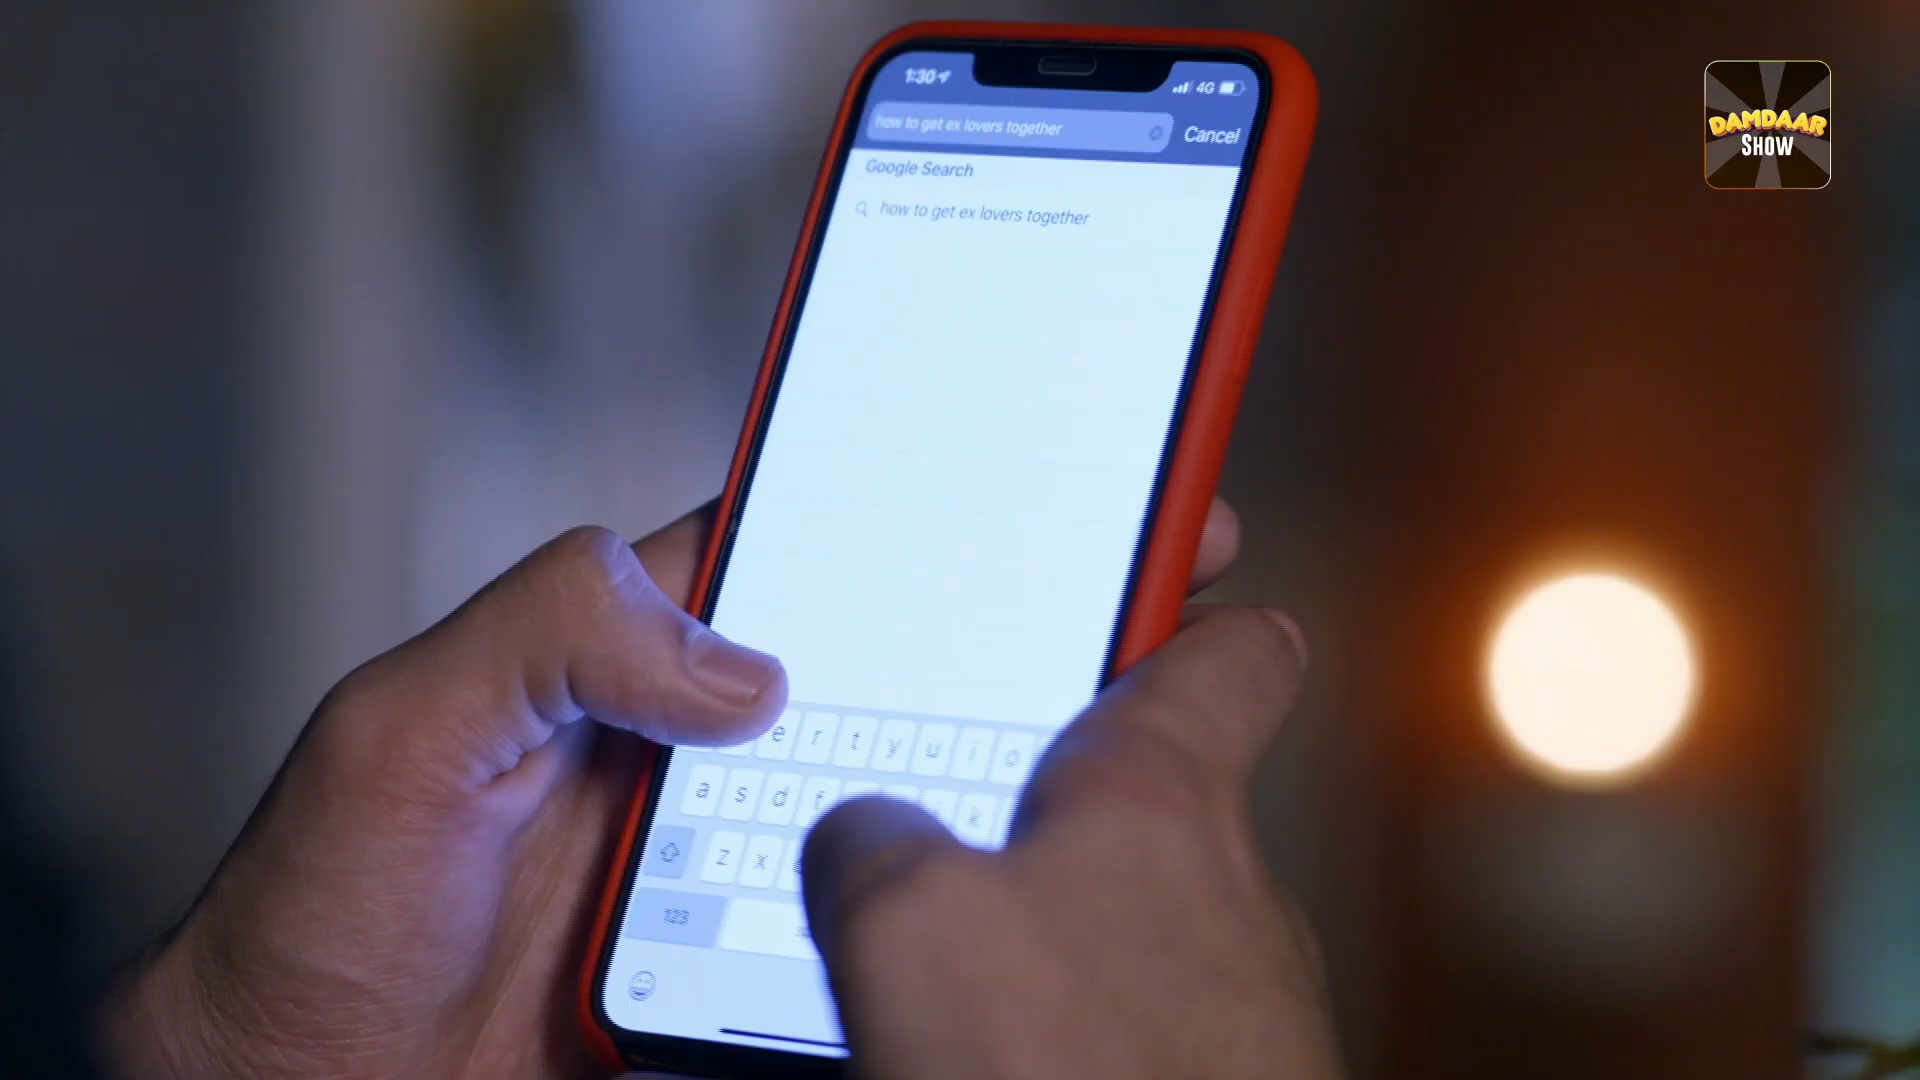 1:30
4G
how to get ex lovers together
Cancel
Google Search
how to get ex lovers together
e r t y u i o
a s d f k
z x
123
DAMDAAR
SHOW